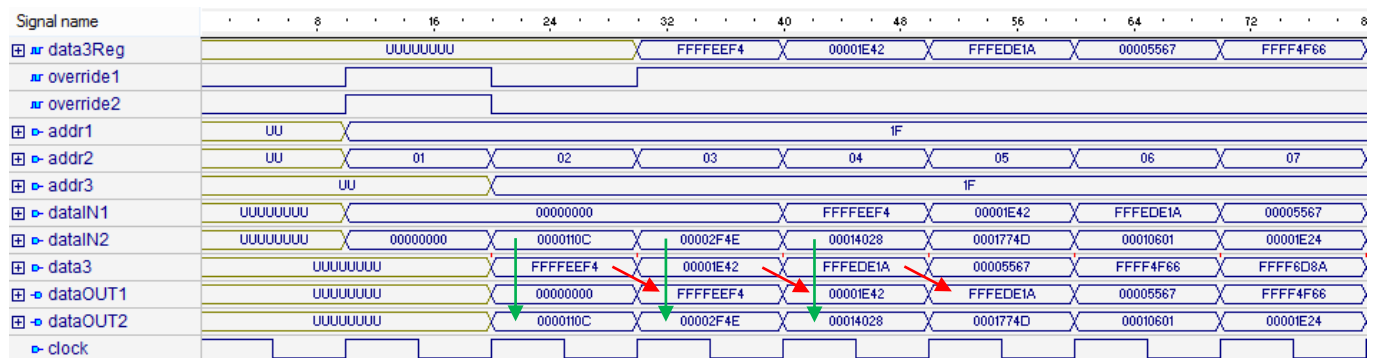 Signal name 8 16 24 32 40 48 56 64 72 8
data3Reg UUUUUUUU FFFFEEF4 00001E42 FFFEDE1A 00005567 FFFF4F66
override1
override2
addr1 UU 1F
addr2 UU 01 02 03 04 05 06 07
addr3 UU 1F
dataIN1 UUUUUUUU 00000000 FFFFEEF4 00001E42 FFFEDE1A 00005567
dataIN2 UUUUUUUU 00000000 0000110C 00002F4E 00014028 0001774D 00010601 00001E24
data3 UUUUUUUU FFFFEEF4 00001E42 FFFEDE1A 00005567 FFFF4F66 FFFF6D8A
dataOUT1 UUUUUUUU 00000000 FFFFEEF4 00001E42 FFFEDE1A 00005567 FFFF4F66
dataOUT2 UUUUUUUU 0000110C 00002F4E 00014028 0001774D 00010601 00001E24
clock